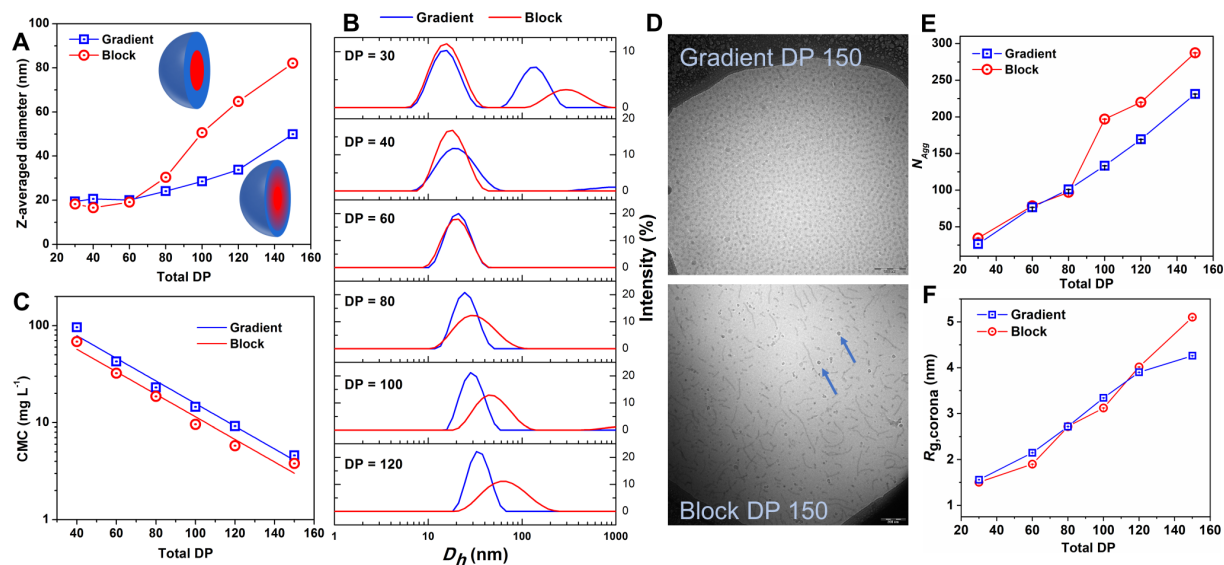 A
Gradient
Block
Z-averaged diameter (nm)
100
80
60
40
20
0
20 40 60 80 100 120 140 160
Total DP
B
Gradient Block
DP = 30
10
0
20
DP = 40
10
0
DP = 60
20
10
0
DP = 80
20
10
0
DP = 100
20
10
0
DP = 120
20
10
0
Intensity (%)
1 10 100 1000
Dh (nm)
C
Gradient
Block
CMC (mg L-1)
100
10
1
40 60 80 100 120 140 160
Total DP
D
Gradient DP 150
Block DP 150
E
Gradient
Block
NAgg
300
250
200
150
100
50
20 40 60 80 100 120 140 160
Total DP
F
Gradient
Block
Rg,corona (nm)
5
4
3
2
1
20 40 60 80 100 120 140 160
Total DP